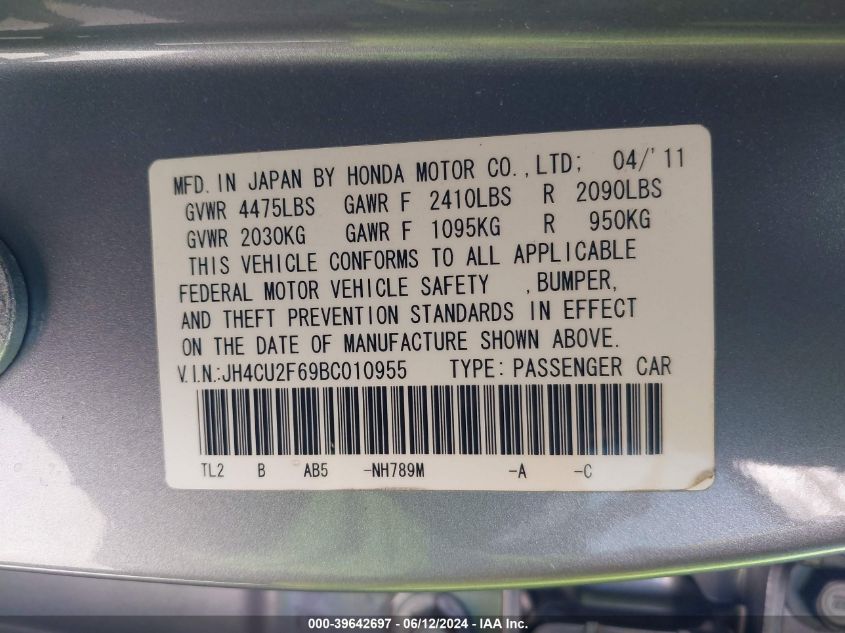 MFD. IN JAPAN BY HONDA MOTOR CO., LTD; 04/'11
GVWR 4475LBS GAWR F 2410LBS R 2090LBS
GVWR 2030KG GAWR F 1095KG R 950KG
THIS VEHICLE CONFORMS TO ALL APPLICABLE
FEDERAL MOTOR VEHICLE SAFETY , BUMPER,
AND THEFT PREVENTION STANDARDS IN EFFECT
ON THE DATE OF MANUFACTURE SHOWN ABOVE.
V.I.N.:JH4CU2F69BC010955 TYPE: PASSENGER CAR
TL2 B AB5 -NH789M -A -C
000-39642697 - 06/12/2024 - IAA Inc.